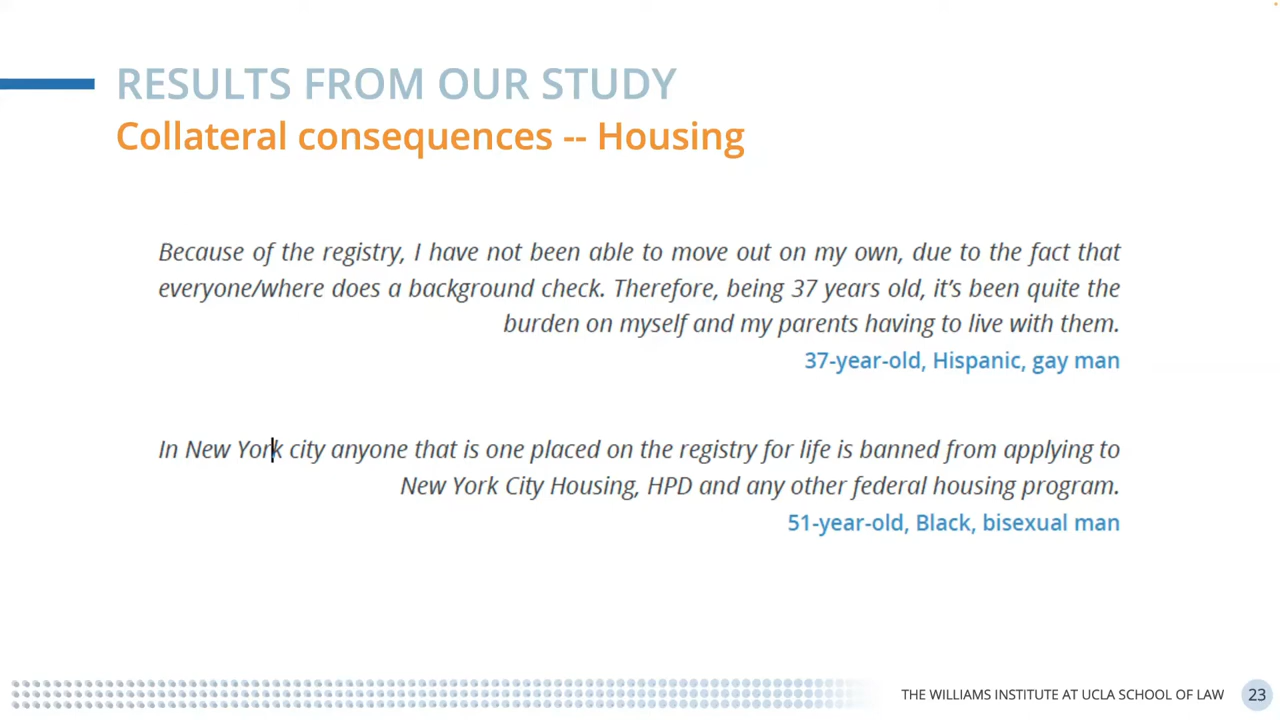 RESULTS FROM OUR STUDY
Collateral consequences -- Housing
Because of the registry, I have not been able to move out on my own, due to the fact that
everyone/where does a background check. Therefore, being 37 years old, it's been quite the
burden on myself and my parents having to live with them.
37-year-old, Hispanic, gay man
In New York city anyone that is one placed on the registry for life is banned from applying to
New York City Housing, HPD and any other federal housing program.
51-year-old, Black, bisexual man
THE WILLIAMS INSTITUTE AT UCLA SCHOOL OF LAW 23